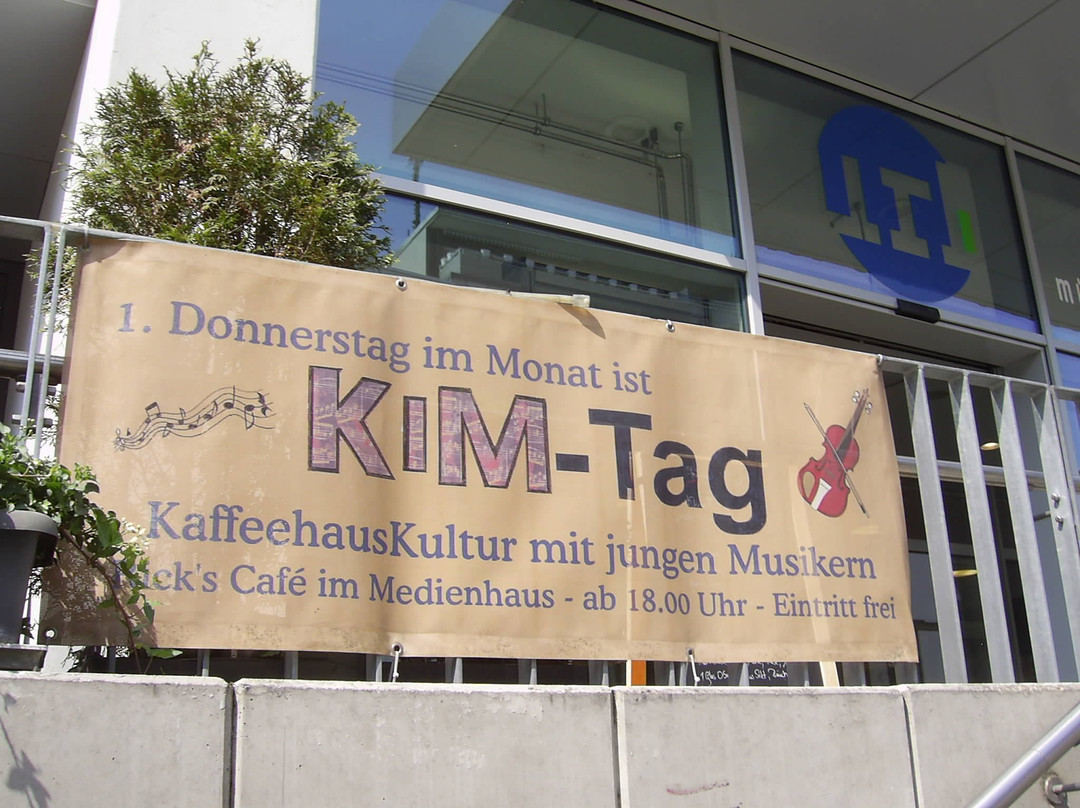 1. Donnerstag im Monat ist
KiM-Tag
KaffeehausKultur mit jungen Musikern
Café im Medienhaus - ab 18.00 Uhr - Eintritt frei